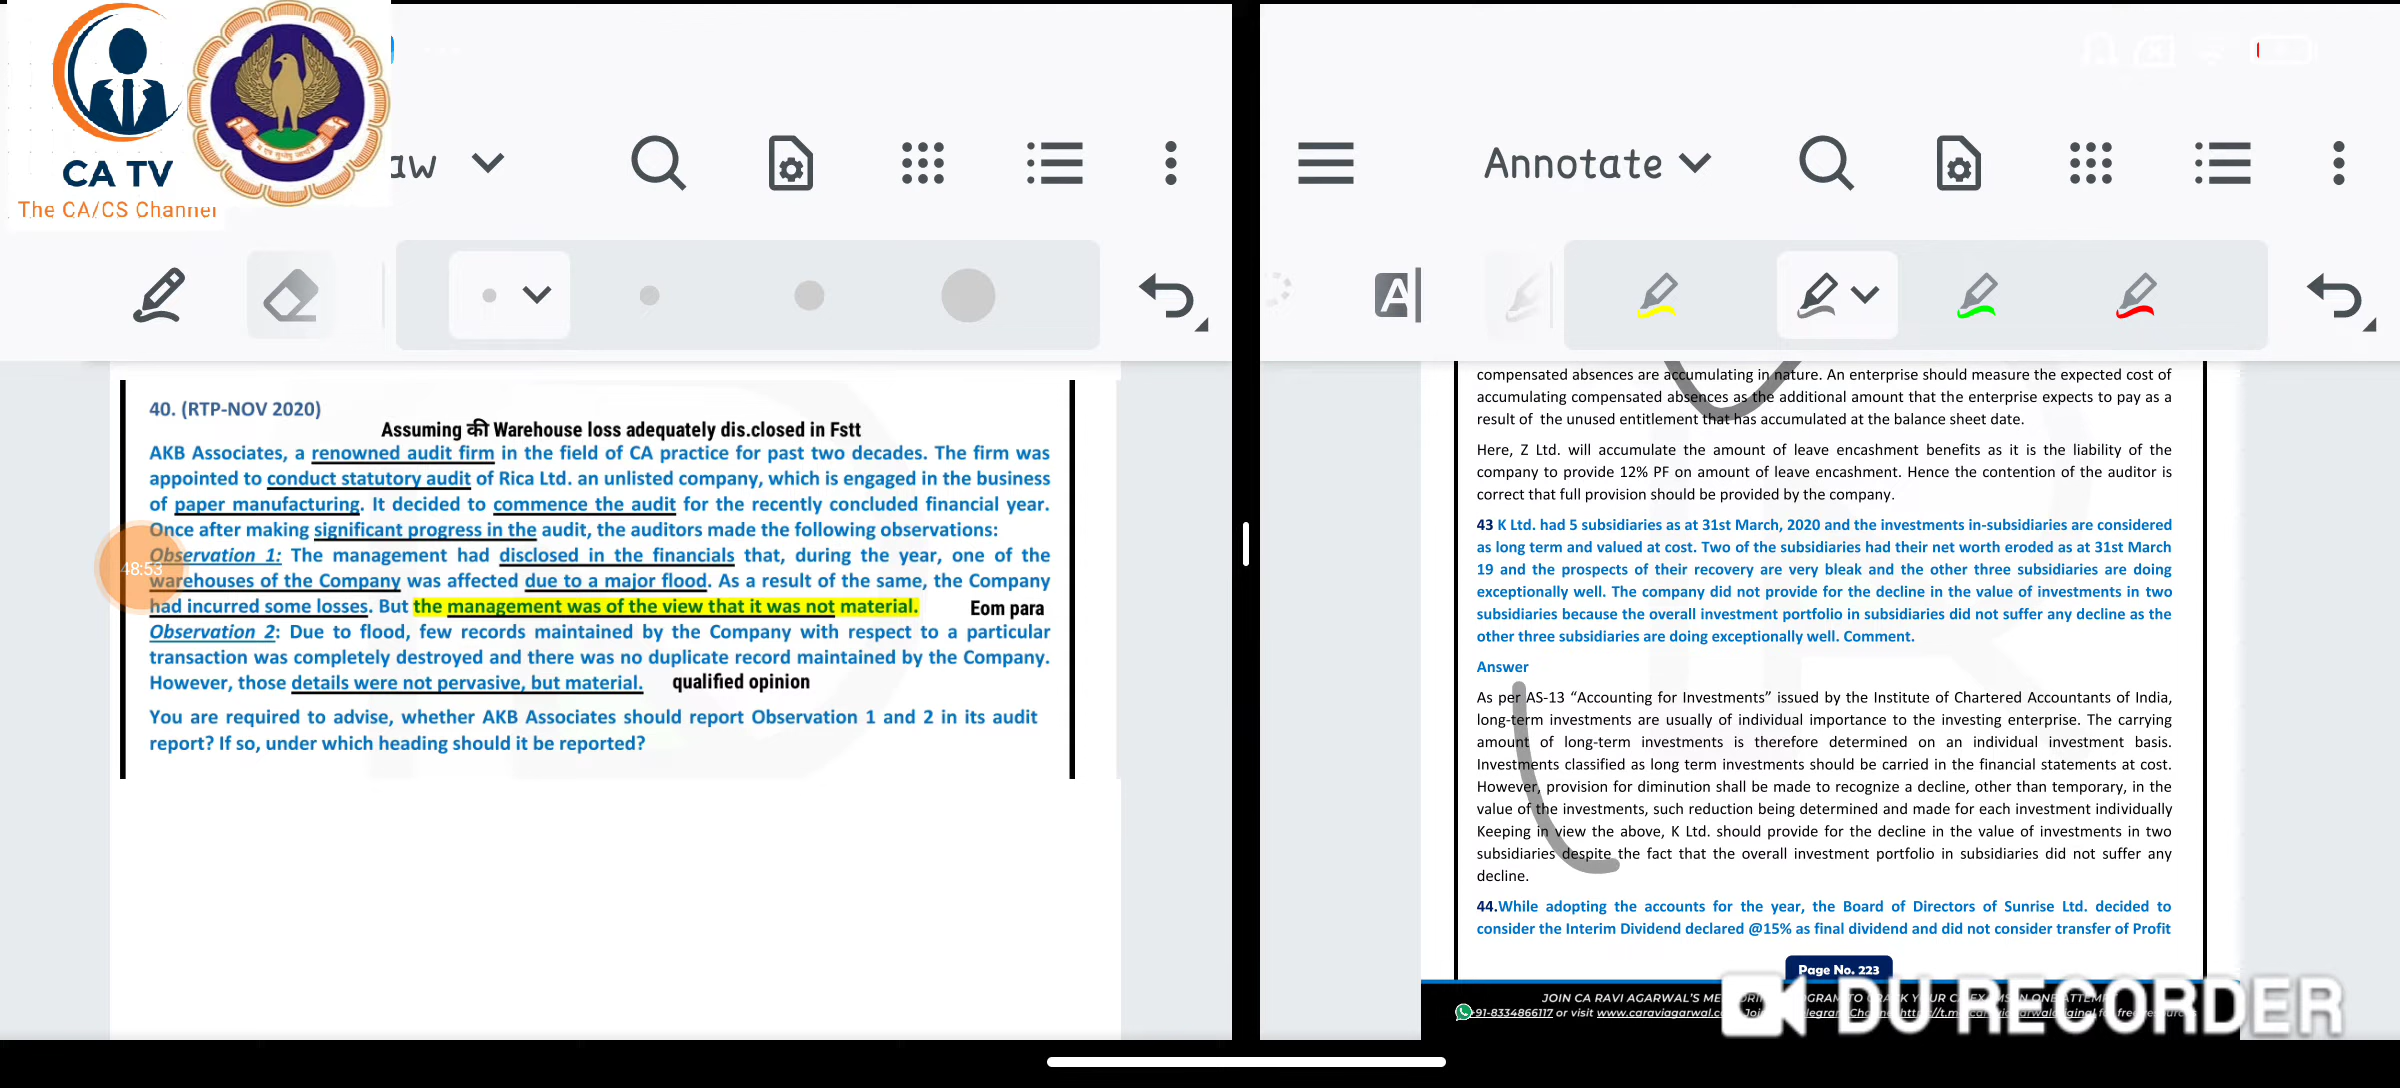 CA TV
The CA/CS Channel
aw
Annotate
A
40. (RTP-NOV 2020)
Assuming की Warehouse loss adequately dis.closed in Fstt
AKB Associates, a renowned audit firm in the field of CA practice for past two decades. The firm was
appointed to conduct statutory audit of Rica Ltd. an unlisted company, which is engaged in the business
of paper manufacturing. It decided to commence the audit for the recently concluded financial year.
Once after making significant progress in the audit, the auditors made the following observations:
Observation 1: The management had disclosed in the financials that, during the year, one of the
48:53
warehouses of the Company was affected due to a major flood. As a result of the same, the Company
had incurred some losses. But the management was of the view that it was not material. Eom para
Observation 2: Due to flood, few records maintained by the Company with respect to a particular
transaction was completely destroyed and there was no duplicate record maintained by the Company.
However, those details were not pervasive, but material. qualified opinion
You are required to advise, whether AKB Associates should report Observation 1 and 2 in its audit
report? If so, under which heading should it be reported?
compensated absences are accumulating in nature. An enterprise should measure the expected cost of
accumulating compensated absences as the additional amount that the enterprise expects to pay as a
result of the unused entitlement that has accumulated at the balance sheet date.
Here, Z Ltd. will accumulate the amount of leave encashment benefits as it is the liability of the
company to provide 12% PF on amount of leave encashment. Hence the contention of the auditor is
correct that full provision should be provided by the company.
43 K Ltd. had 5 subsidiaries as at 31st March, 2020 and the investments in-subsidiaries are considered
as long term and valued at cost. Two of the subsidiaries had their net worth eroded as at 31st March
19 and the prospects of their recovery are very bleak and the other three subsidiaries are doing
exceptionally well. The company did not provide for the decline in the value of investments in two
subsidiaries because the overall investment portfolio in subsidiaries did not suffer any decline as the
other three subsidiaries are doing exceptionally well. Comment.
Answer
As per AS-13 “Accounting for Investments” issued by the Institute of Chartered Accountants of India,
long-term investments are usually of individual importance to the investing enterprise. The carrying
amount of long-term investments is therefore determined on an individual investment basis.
Investments classified as long term investments should be carried in the financial statements at cost.
However, provision for diminution shall be made to recognize a decline, other than temporary, in the
value of the investments, such reduction being determined and made for each investment individually
Keeping in view the above, K Ltd. should provide for the decline in the value of investments in two
subsidiaries despite the fact that the overall investment portfolio in subsidiaries did not suffer any
decline.
44.While adopting the accounts for the year, the Board of Directors of Sunrise Ltd. decided to
consider the Interim Dividend declared @15% as final dividend and did not consider transfer of Profit
Page No. 223
JOIN CA RAVI AGARWAL'S
+91-8334866117 or visit
DU RECORDER